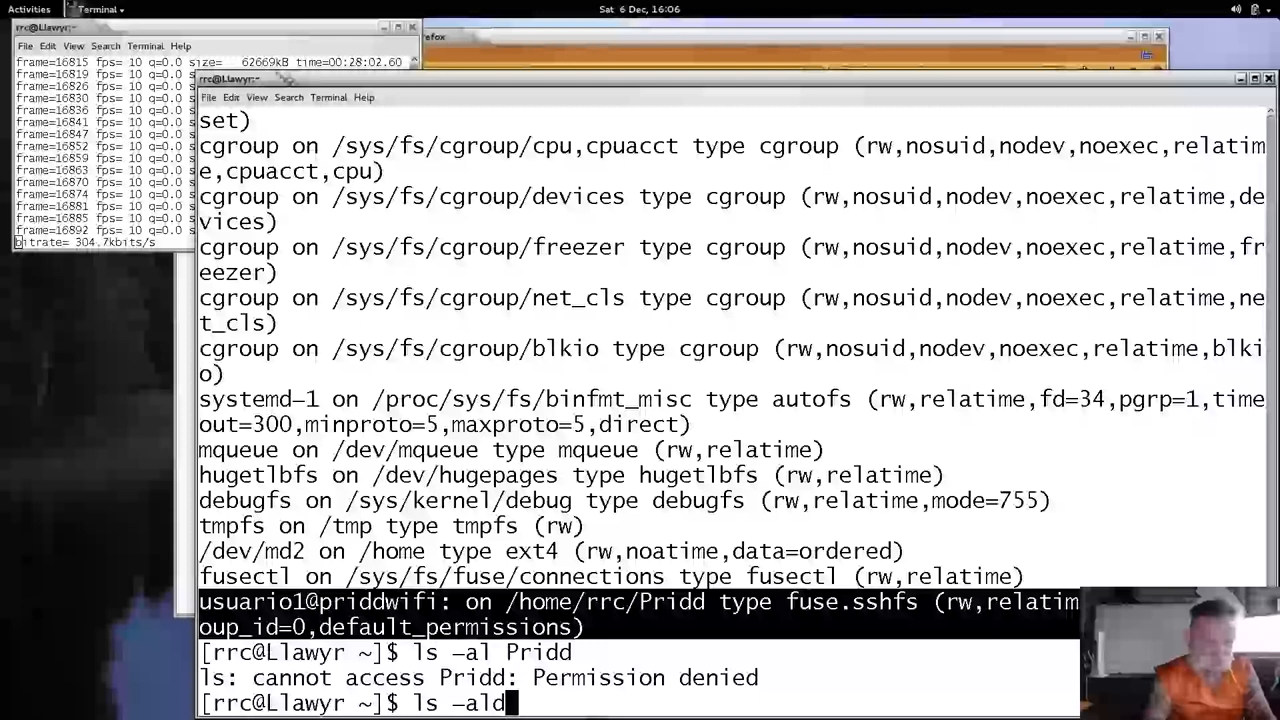 Activities Terminal Sat 6 Dec, 16:06
rrc@Llawyr:~
File Edit View Search Terminal Help
frame=16815 fps= 10 q=0.0 size= 62669kB time=00:28:02.60
frame=16819 fps= 10 q=0.0 s
frame=16826 fps= 10 q=0.0 s
frame=16830 fps= 10 q=0.0 s
frame=16836 fps= 10 q=0.0 s
frame=16841 fps= 10 q=0.0 s
frame=16847 fps= 10 q=0.0 s
frame=16852 fps= 10 q=0.0 s
frame=16859 fps= 10 q=0.0 s
frame=16863 fps= 10 q=0.0 s
frame=16870 fps= 10 q=0.0 s
frame=16874 fps= 10 q=0.0 s
frame=16881 fps= 10 q=0.0 s
frame=16885 fps= 10 q=0.0 s
frame=16892 fps= 10 q=0.0 s
bitrate= 304.7kbits/s
efox
rrc@Llawyr:~
File Edit View Search Terminal Help
set)
cgroup on /sys/fs/cgroup/cpu,cpuacct type cgroup (rw,nosuid,nodev,noexec,relatim
e,cpuacct,cpu)
cgroup on /sys/fs/cgroup/devices type cgroup (rw,nosuid,nodev,noexec,relatime,de
vices)
cgroup on /sys/fs/cgroup/freezer type cgroup (rw,nosuid,nodev,noexec,relatime,fr
eezer)
cgroup on /sys/fs/cgroup/net_cls type cgroup (rw,nosuid,nodev,noexec,relatime,ne
t_cls)
cgroup on /sys/fs/cgroup/blkio type cgroup (rw,nosuid,nodev,noexec,relatime,blki
o)
systemd-1 on /proc/sys/fs/binfmt_misc type autofs (rw,relatime,fd=34,pgrp=1,time
out=300,minproto=5,maxproto=5,direct)
mqueue on /dev/mqueue type mqueue (rw,relatime)
hugetlbfs on /dev/hugepages type hugetlbfs (rw,relatime)
debugfs on /sys/kernel/debug type debugfs (rw,relatime,mode=755)
tmpfs on /tmp type tmpfs (rw)
/dev/md2 on /home type ext4 (rw,noatime,data=ordered)
fusectl on /sys/fs/fuse/connections type fusectl (rw,relatime)
usuario1@priddwifi: on /home/rrc/Pridd type fuse.sshfs (rw,relatim
oup_id=0,default_permissions)
[rrc@Llawyr ~]$ ls -al Pridd
ls: cannot access Pridd: Permission denied
[rrc@Llawyr ~]$ ls -ald